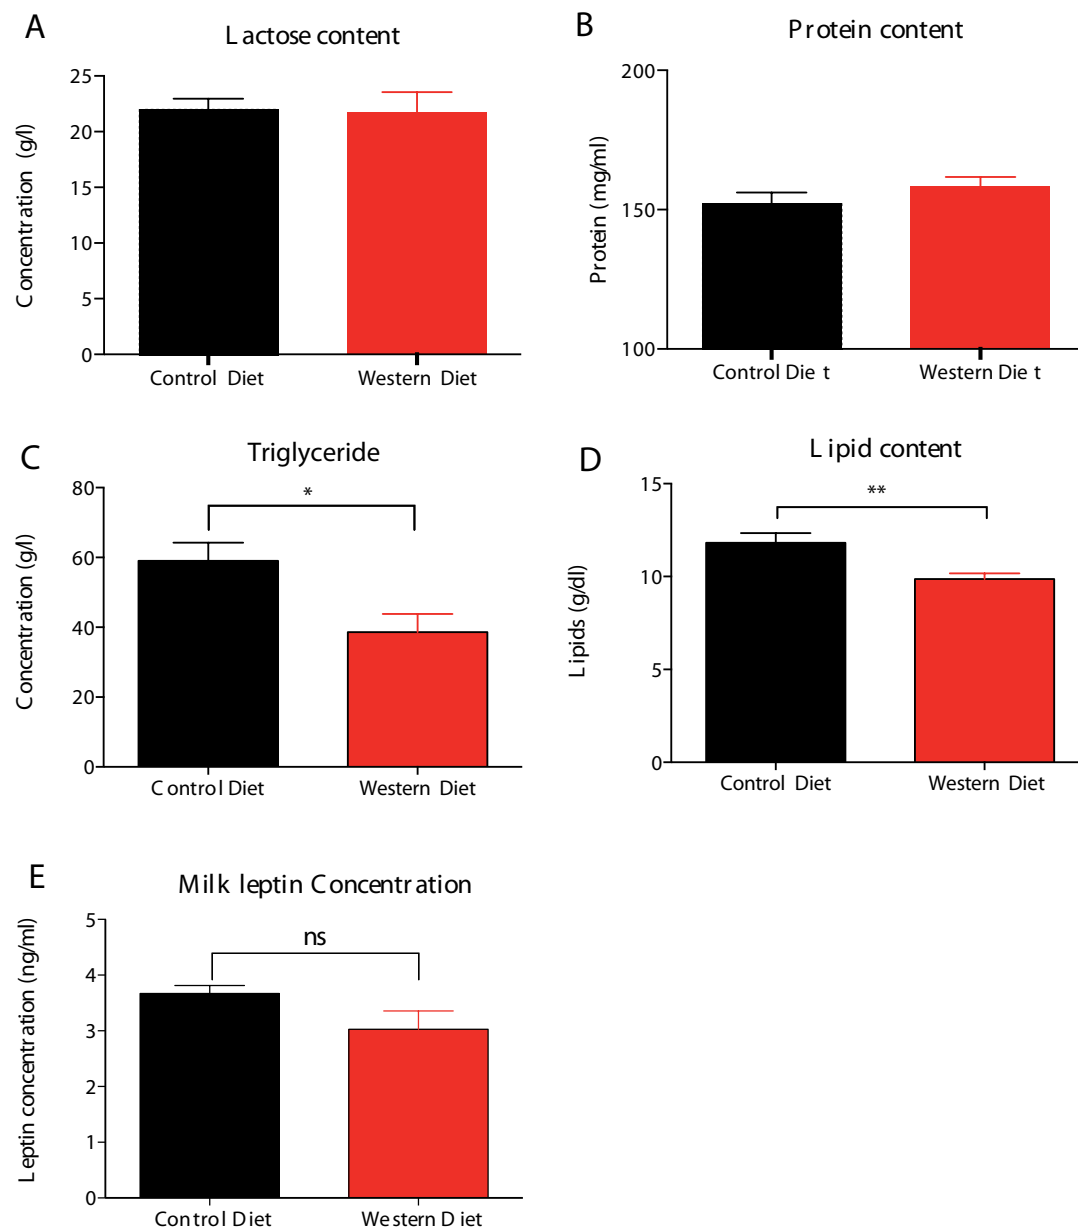 A
Lactose content
Concentration (g/l)
25
20
15
10
5
0
Control Diet
Western Diet
B
Protein content
Protein (mg/ml)
200
150
100
Control Die t
Western Die t
C
Triglyceride
Concentration (g/l)
80
60
40
20
0
*
Control Diet
Western Diet
D
Lipid content
Lipids (g/dl)
15
10
5
0
**
Control Diet
Western Diet
E
Milk leptin Concentration
Leptin concentration (ng/ml)
5
4
3
2
1
0
ns
Control Diet
Western Diet